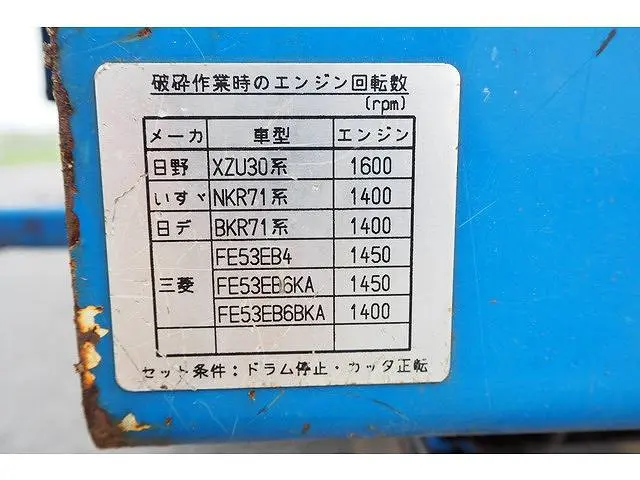 破砕作業時のエンジン回転数
(rpm)
メーカ 車型 エンジン
日野 XZU30系 1600
いすゞ NKR71系 1400
日デ BKR71系 1400
FE53EB4 1450
三菱 FE53EB6KA 1450
FE53EB6BKA 1400
セット条件：ドラム停止・カッタ正転